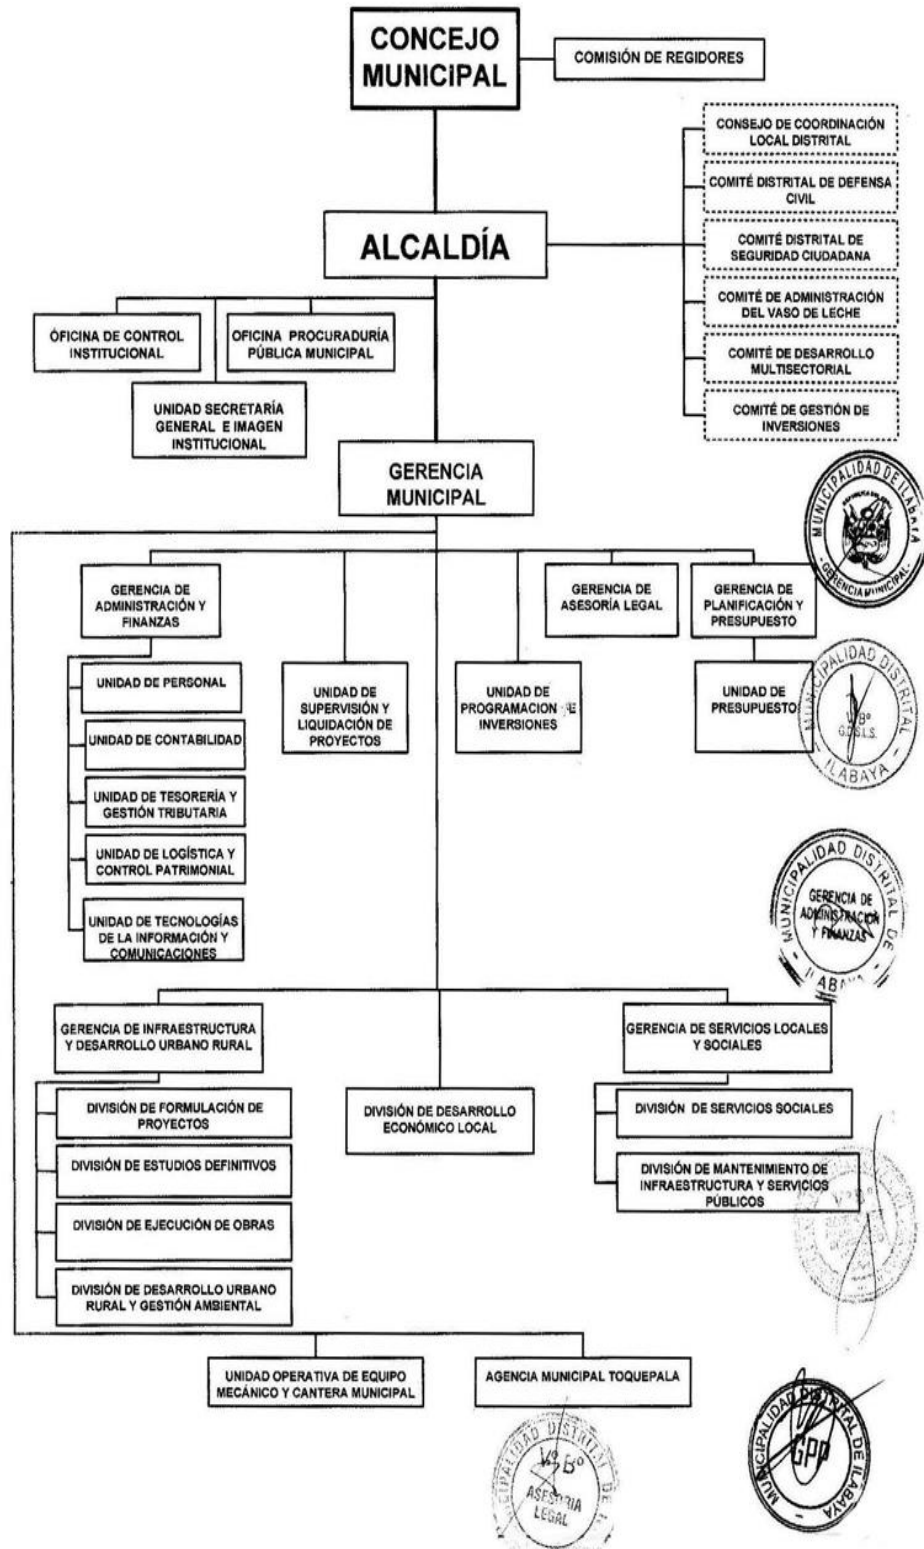 CONCEJO
MUNICIPAL
COMISIÓN DE REGIDORES
CONSEJO DE COORDINACIÓN
LOCAL DISTRITAL
COMITÉ DISTRITAL DE DEFENSA
CIVIL
ALCALDÍA
COMITÉ DISTRITAL DE
SEGURIDAD CIUDADANA
COMITÉ DE ADMINISTRACIÓN
DEL VASO DE LECHE
COMITÉ DE DESARROLLO
MULTISECTORIAL
COMITÉ DE GESTIÓN DE
INVERSIONES
OFICINA DE CONTROL
INSTITUCIONAL
OFICINA PROCURADURÍA
PÚBLICA MUNICIPAL
UNIDAD SECRETARÍA
GENERAL E IMAGEN
INSTITUCIONAL
GERENCIA
MUNICIPAL
MUNICIPALIDAD DE ILABAYA
- GERENCIA MUNICIPAL -
GERENCIA DE
ADMINISTRACIÓN Y
FINANZAS
GERENCIA DE
ASESORÍA LEGAL
GERENCIA DE
PLANIFICACIÓN Y
PRESUPUESTO
UNIDAD DE PERSONAL
UNIDAD DE CONTABILIDAD
UNIDAD DE TESORERÍA Y
GESTIÓN TRIBUTARIA
UNIDAD DE LOGÍSTICA Y
CONTROL PATRIMONIAL
UNIDAD DE TECNOLOGÍAS
DE LA INFORMACIÓN Y
COMUNICACIONES
UNIDAD DE
SUPERVISIÓN Y
LIQUIDACIÓN DE
PROYECTOS
UNIDAD DE
PROGRAMACION E
INVERSIONES
UNIDAD DE
PRESUPUESTO
MUNICIPALIDAD DISTRITAL
VºBº
G.D.S.L.S.
- ILABAYA -
MUNICIPALIDAD DISTRITAL DE
GERENCIA DE
ADMINISTRACIÓN
Y FINANZAS
GERENCIA DE INFRAESTRUCTURA
Y DESARROLLO URBANO RURAL
GERENCIA DE SERVICIOS LOCALES
Y SOCIALES
DIVISIÓN DE FORMULACIÓN DE
PROYECTOS
DIVISIÓN DE ESTUDIOS DEFINITIVOS
DIVISIÓN DE EJECUCIÓN DE OBRAS
DIVISIÓN DE DESARROLLO URBANO
RURAL Y GESTIÓN AMBIENTAL
DIVISIÓN DE DESARROLLO
ECONÓMICO LOCAL
DIVISIÓN DE SERVICIOS SOCIALES
DIVISIÓN DE MANTENIMIENTO DE
INFRAESTRUCTURA Y SERVICIOS
PÚBLICOS
VºBº
UNIDAD OPERATIVA DE EQUIPO
MECÁNICO Y CANTERA MUNICIPAL
AGENCIA MUNICIPAL TOQUEPALA
DISTRITAL DE
VºBº
ASESORIA
LEGAL
MUNICIPALIDAD DISTRITAL DE ILABAYA
GPP